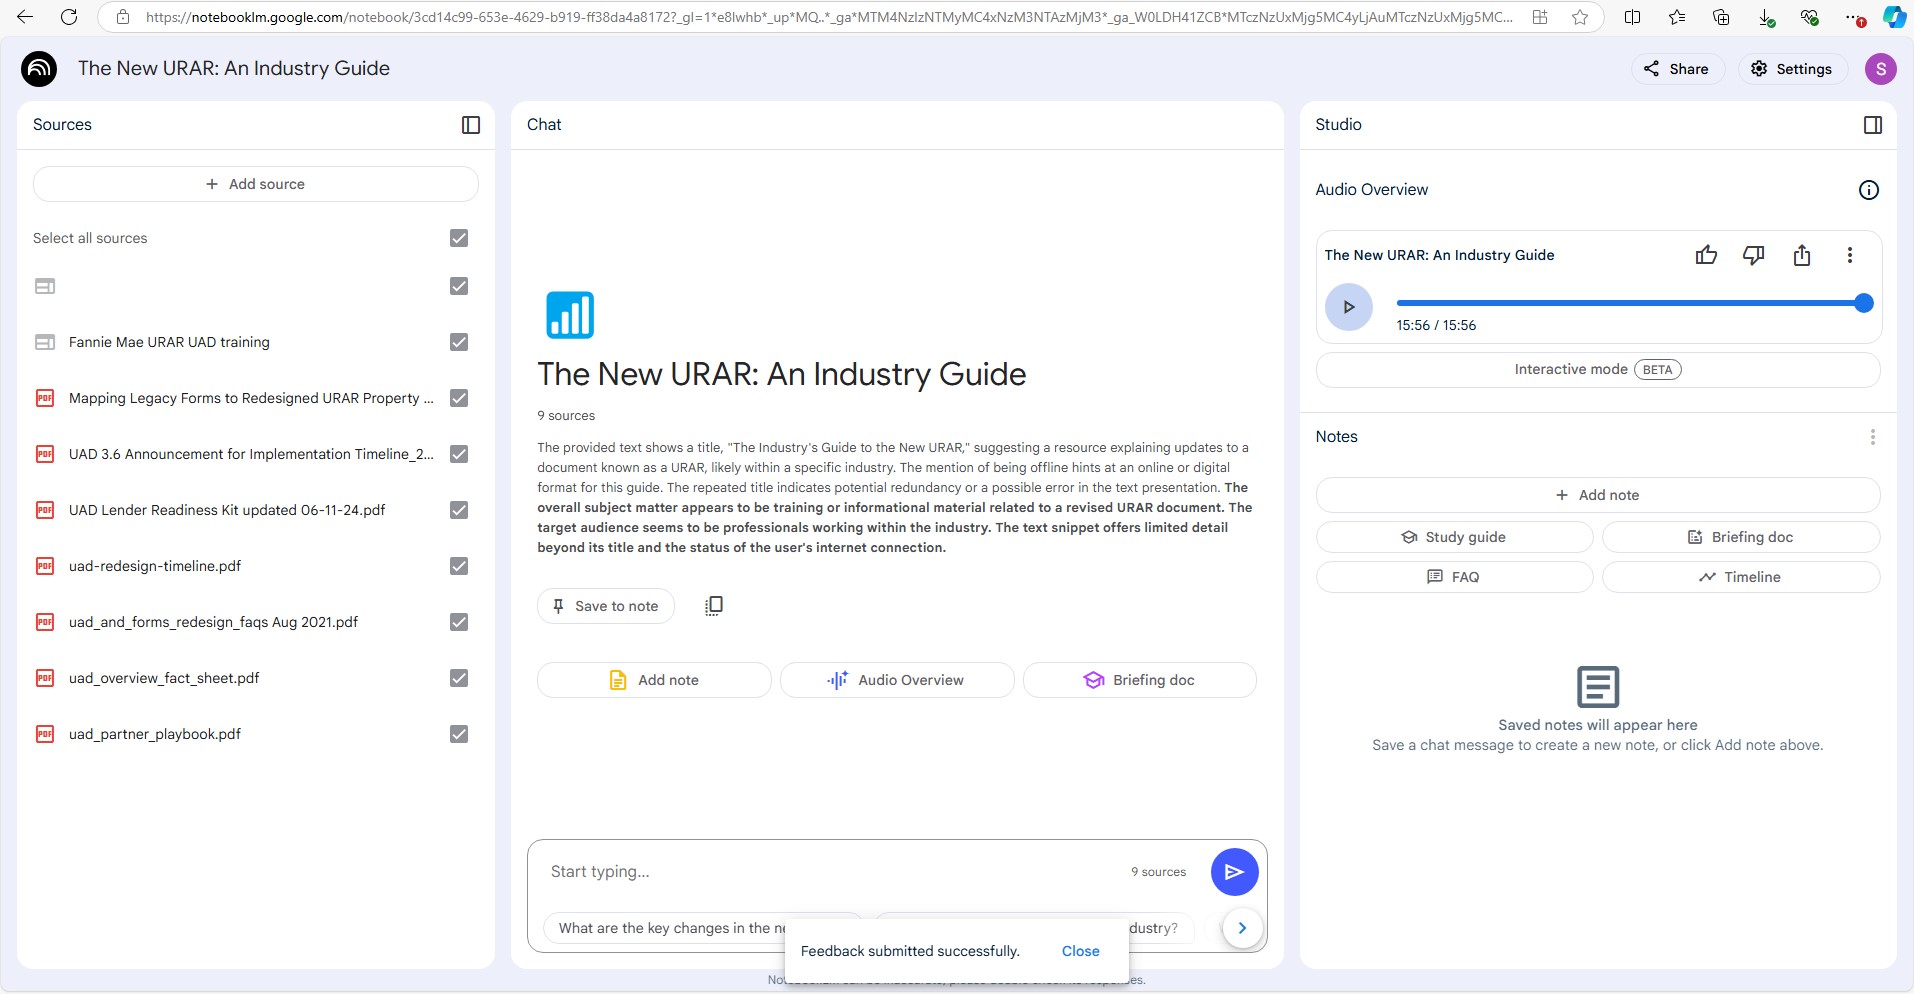 https://notebooklm.google.com/notebook/3cd14c99-653e-4629-b919-ff38da4a8172?_gl=1*e8lwhb*_up*MQ..*_ga*MTM4NzIzNTMyMC4xNzM3NTAzMjM3*_ga_W0LDH41ZCB*MTczNzUxMjg5MC4yLjAuMTczNzUxMjg5MC...
The New URAR: An Industry Guide
Share
Settings
S
Sources
+ Add source
Select all sources
Fannie Mae URAR UAD training
PDF Mapping Legacy Forms to Redesigned URAR Property ...
PDF UAD 3.6 Announcement for Implementation Timeline_2...
PDF UAD Lender Readiness Kit updated 06-11-24.pdf
PDF uad-redesign-timeline.pdf
PDF uad_and_forms_redesign_faqs Aug 2021.pdf
PDF uad_overview_fact_sheet.pdf
PDF uad_partner_playbook.pdf
Chat
The New URAR: An Industry Guide
9 sources
The provided text shows a title, "The Industry's Guide to the New URAR," suggesting a resource explaining updates to a
document known as a URAR, likely within a specific industry. The mention of being offline hints at an online or digital
format for this guide. The repeated title indicates potential redundancy or a possible error in the text presentation. The
overall subject matter appears to be training or informational material related to a revised URAR document. The
target audience seems to be professionals working within the industry. The text snippet offers limited detail
beyond its title and the status of the user's internet connection.
Save to note
Add note
Audio Overview
Briefing doc
Start typing...
9 sources
What are the key changes in the
dustry?
Feedback submitted successfully.
Close
Studio
Audio Overview
The New URAR: An Industry Guide
15:56 / 15:56
Interactive mode BETA
Notes
+ Add note
Study guide
Briefing doc
FAQ
Timeline
Saved notes will appear here
Save a chat message to create a new note, or click Add note above.